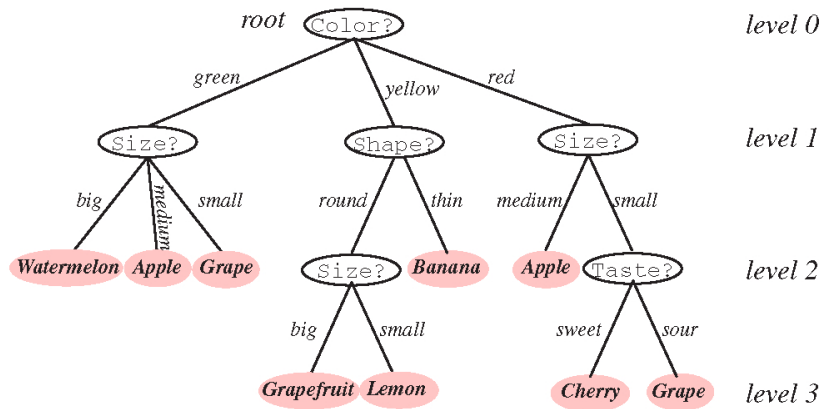 root Color? level 0
green yellow red
Size? Shape? Size? level 1
big medium small round thin medium small
Watermelon Apple Grape Size? Banana Apple Taste? level 2
big small sweet sour
Grapefruit Lemon Cherry Grape level 3